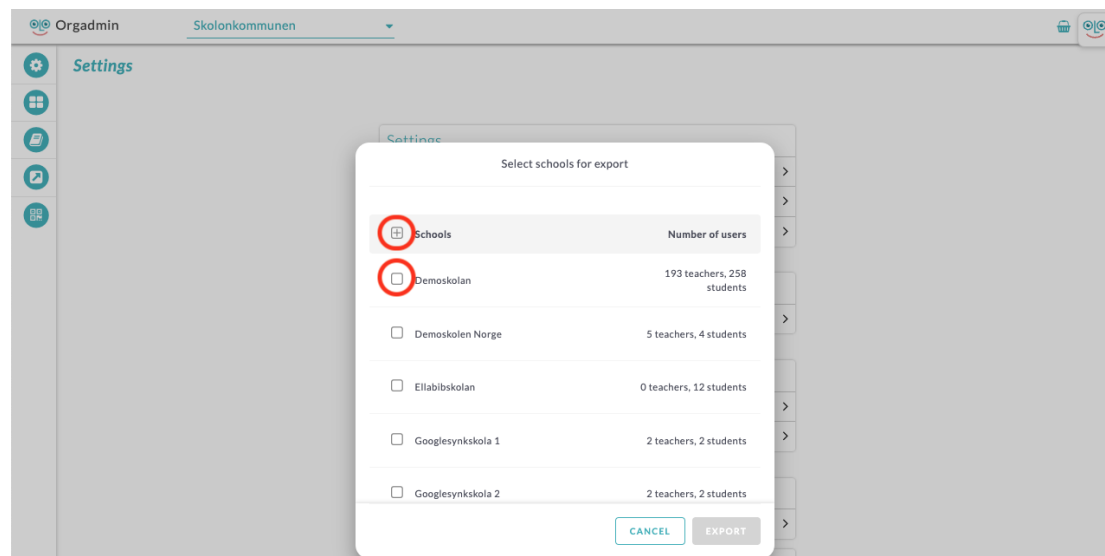 Orgadmin
Skolonkommunen
Settings
Settings
Select schools for export
Schools Number of users
Demoskolan 193 teachers, 258
students
Demoskolen Norge 5 teachers, 4 students
Ellabibskolan 0 teachers, 12 students
Googlesynkskola 1 2 teachers, 2 students
Googlesynkskola 2 2 teachers, 2 students
CANCEL EXPORT